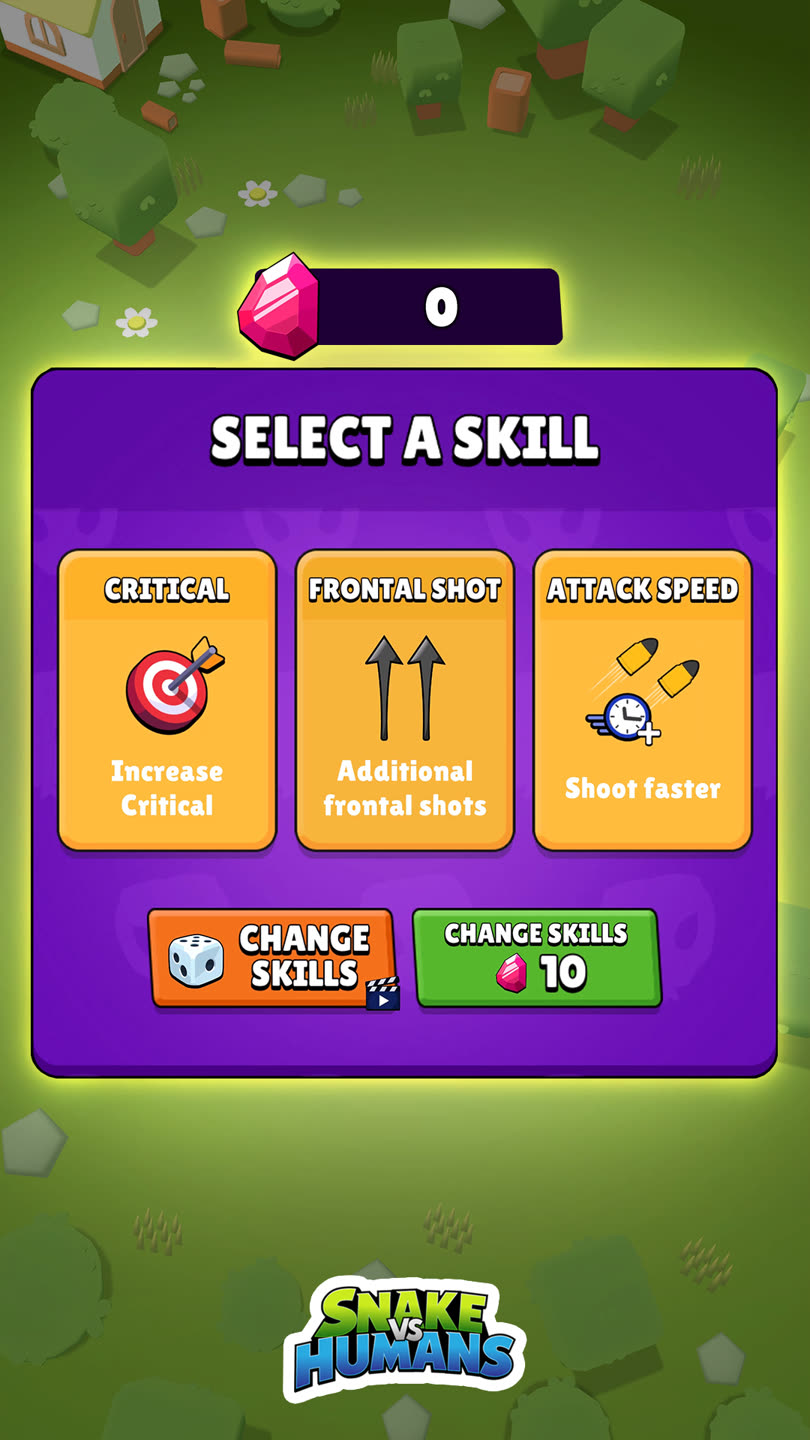 0
SELECT A SKILL
CRITICAL
Increase
Critical
FRONTAL SHOT
Additional
frontal shots
ATTACK SPEED
Shoot faster
CHANGE
SKILLS
CHANGE SKILLS
10
SNAKE
VS
HUMANS